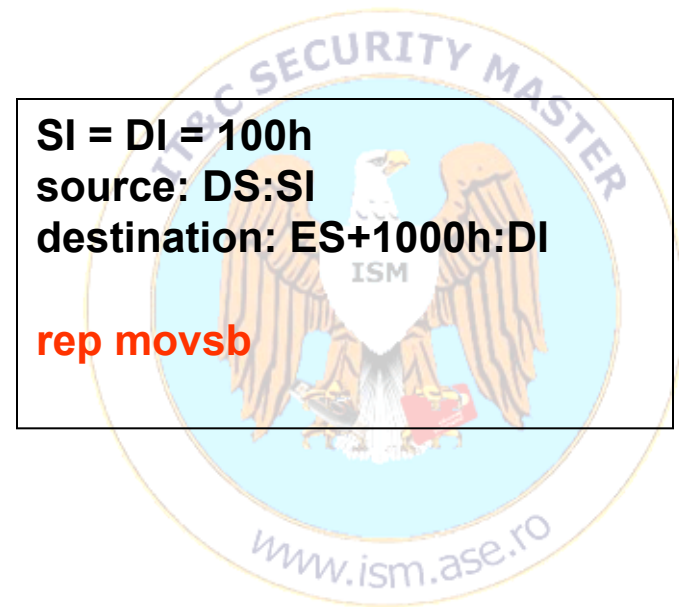 IT&C SECURITY MASTER
SI = DI = 100h
source: DS:SI
destination: ES+1000h:DI
ISM
rep movsb
www.ism.ase.ro